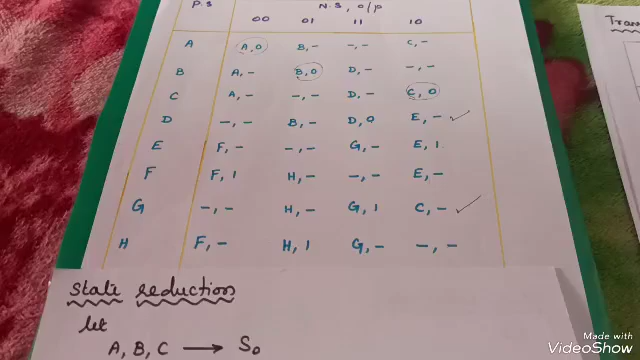 P.S N.S, o/p
00 01 11 10
A A,0 B,- -,- C,-
B A,- B,0 D,- -,-
C A,- -,- D,- C,0
D -,- B,- D,0 E,-
E F,- -,- G,- E,1
F F,1 H,- -,- E,-
G -,- H,- G,1 C,-
H F,- H,1 G,- -,-
State reduction
let
A, B, C → S0
Made with
VideoShow